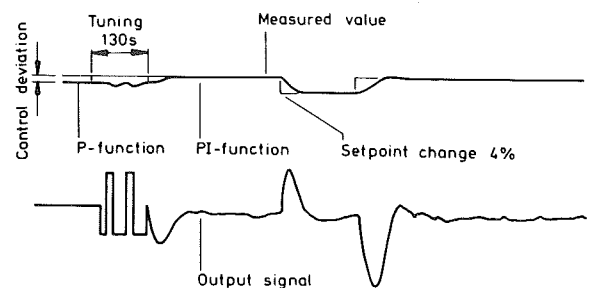 Tuning
130s
Measured value
Control deviation
P-function
PI-function
Setpoint change 4%
Output signal